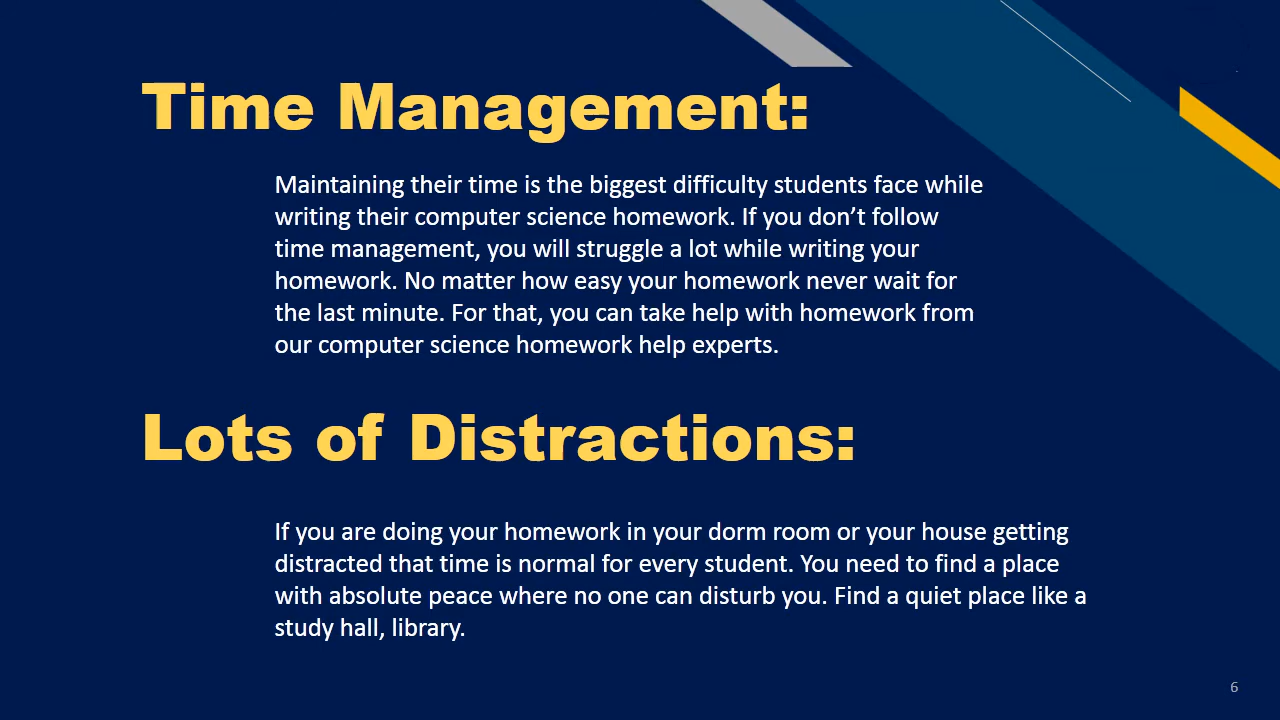 Time Management:
Maintaining their time is the biggest difficulty students face while
writing their computer science homework. If you don’t follow
time management, you will struggle a lot while writing your
homework. No matter how easy your homework never wait for
the last minute. For that, you can take help with homework from
our computer science homework help experts.
Lots of Distractions:
If you are doing your homework in your dorm room or your house getting
distracted that time is normal for every student. You need to find a place
with absolute peace where no one can disturb you. Find a quiet place like a
study hall, library.
6